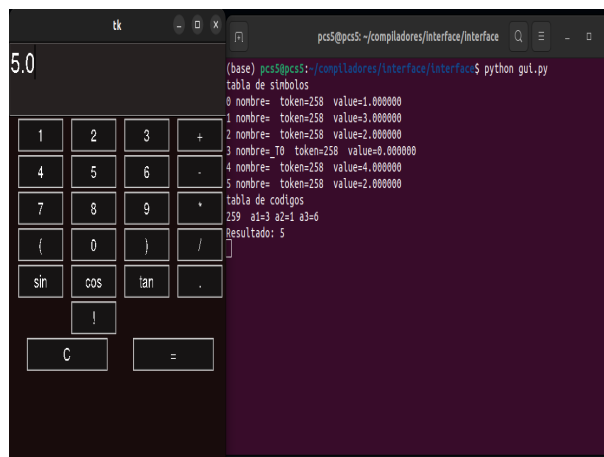 tk
5.0
1 2 3 +
4 5 6 -
7 8 9 *
( 0 ) /
sin cos tan .
!
C =
pcs5@pcs5: ~/compiladores/interface/interface
(base) pcs5@pcs5:~/compiladores/interface/interface$ python gui.py
tabla de simbolos
0 nombre= token=258 value=1.000000
1 nombre= token=258 value=3.000000
2 nombre= token=258 value=2.000000
3 nombre=_T0 token=258 value=0.000000
4 nombre= token=258 value=4.000000
5 nombre= token=258 value=2.000000
tabla de codigos
259 a1=3 a2=1 a3=6
Resultado: 5